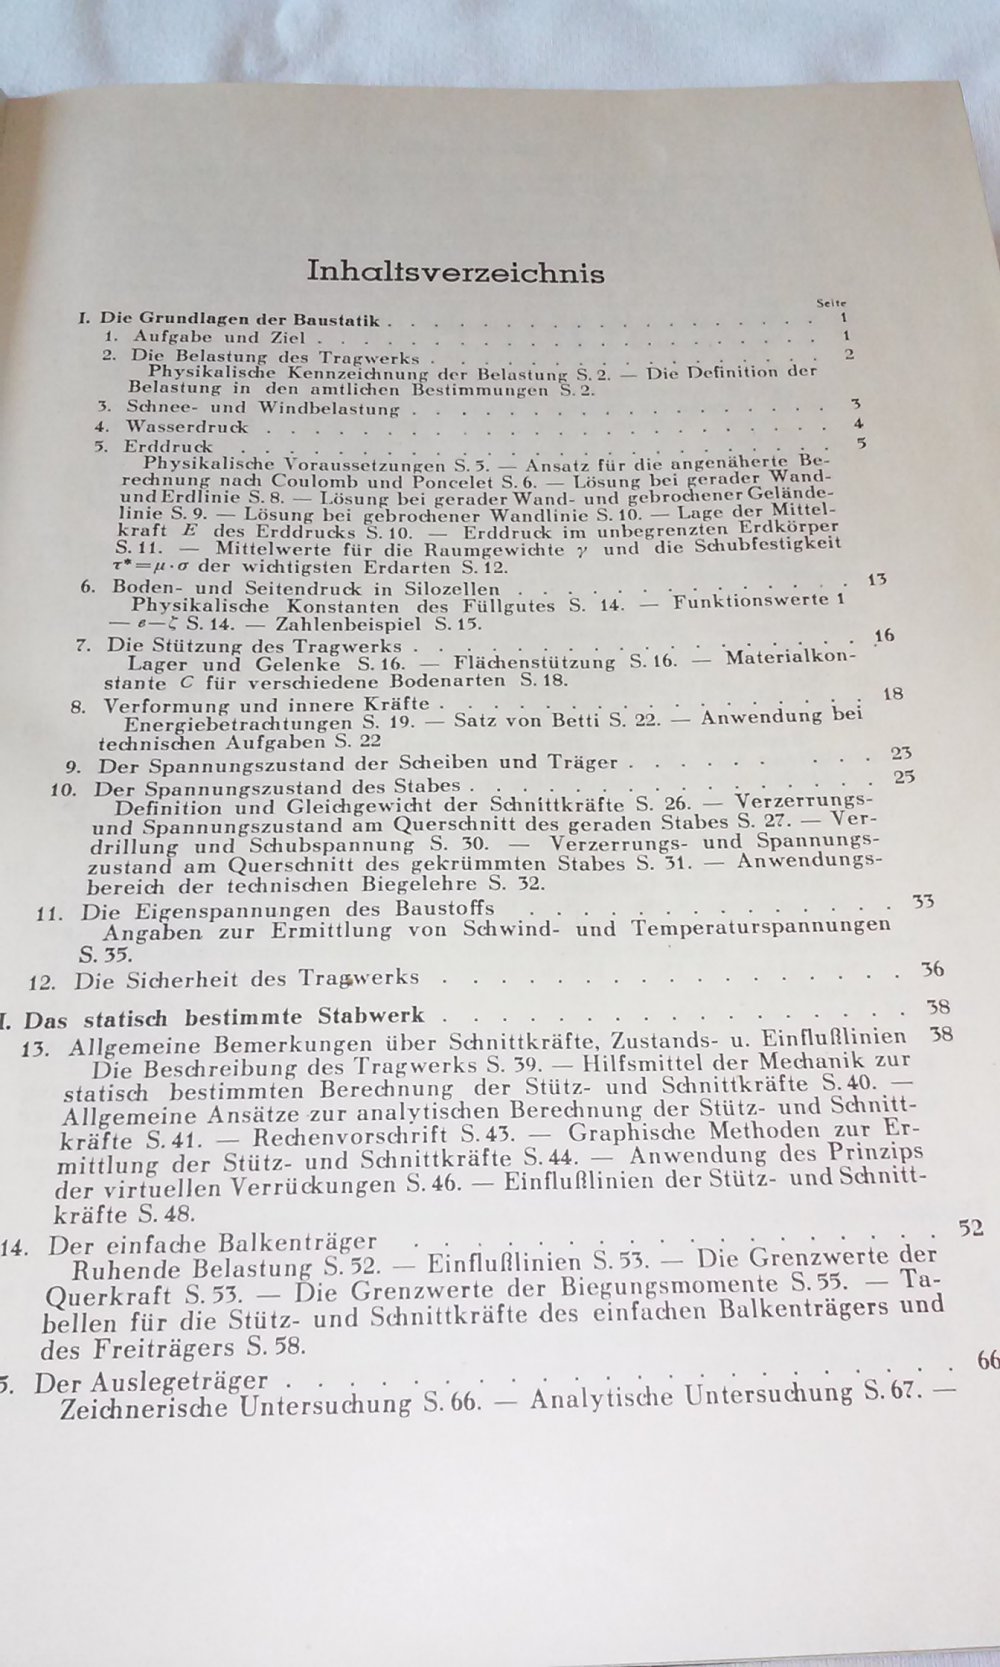 Inhaltsverzeichnis
Seite
I. Die Grundlagen der Baustatik . . . . . . . . . . . . . . . . . . 1
1. Aufgabe und Ziel . . . . . . . . . . . . . . . . . . . . . 1
2. Die Belastung des Tragwerks . . . . . . . . . . . . . . . . 2
Physikalische Kennzeichnung der Belastung S. 2. — Die Definition der
Belastung in den amtlichen Bestimmungen S. 2.
3. Schnee- und Windbelastung . . . . . . . . . . . . . . . . . 3
4. Wasserdruck . . . . . . . . . . . . . . . . . . . . . . . 4
5. Erddruck . . . . . . . . . . . . . . . . . . . . . . . . 5
Physikalische Voraussetzungen S. 5. — Ansatz für die angenäherte Be-
rechnung nach Coulomb und Poncelet S. 6. — Lösung bei gerader Wand-
und Erdlinie S. 8. — Lösung bei gerader Wand- und gebrochener Gelände-
linie S. 9. — Lösung bei gebrochener Wandlinie S. 10. — Lage der Mittel-
kraft E des Erddrucks S. 10. — Erddruck im unbegrenzten Erdkörper
S. 11. — Mittelwerte für die Raumgewichte γ und die Schubfestigkeit
τ*=μ·σ der wichtigsten Erdarten S. 12.
6. Boden- und Seitendruck in Silozellen . . . . . . . . . . . . . 13
Physikalische Konstanten des Füllgutes S. 14. — Funktionswerte 1
— e—ζ S. 14. — Zahlenbeispiel S. 15.
7. Die Stützung des Tragwerks . . . . . . . . . . . . . . . . . 16
Lager und Gelenke S. 16. — Flächenstützung S. 16. — Materialkon-
stante C für verschiedene Bodenarten S. 18.
8. Verformung und innere Kräfte . . . . . . . . . . . . . . . . 18
Energiebetrachtungen S. 19. — Satz von Betti S. 22. — Anwendung bei
technischen Aufgaben S. 22
9. Der Spannungszustand der Scheiben und Träger . . . . . . . . . 23
10. Der Spannungszustand des Stabes . . . . . . . . . . . . . . . 25
Definition und Gleichgewicht der Schnittkräfte S. 26. — Verzerrungs-
und Spannungszustand am Querschnitt des geraden Stabes S. 27. — Ver-
drillung und Schubspannung S. 30. — Verzerrungs- und Spannungs-
zustand am Querschnitt des gekrümmten Stabes S. 31. — Anwendungs-
bereich der technischen Biegelehre S. 32.
11. Die Eigenspannungen des Baustoffs . . . . . . . . . . . . . . 33
Angaben zur Ermittlung von Schwind- und Temperaturspannungen
S. 35.
12. Die Sicherheit des Tragwerks . . . . . . . . . . . . . . . . . 36
I. Das statisch bestimmte Stabwerk . . . . . . . . . . . . . . . . . 38
13. Allgemeine Bemerkungen über Schnittkräfte, Zustands- u. Einflußlinien 38
Die Beschreibung des Tragwerks S. 39. — Hilfsmittel der Mechanik zur
statisch bestimmten Berechnung der Stütz- und Schnittkräfte S. 40. —
Allgemeine Ansätze zur analytischen Berechnung der Stütz- und Schnitt-
kräfte S. 41. — Rechenvorschrift S. 43. — Graphische Methoden zur Er-
mittlung der Stütz- und Schnittkräfte S. 44. — Anwendung des Prinzips
der virtuellen Verrückungen S. 46. — Einflußlinien der Stütz- und Schnitt-
kräfte S. 48.
14. Der einfache Balkenträger . . . . . . . . . . . . . . . . . . 52
Ruhende Belastung S. 52. — Einflußlinien S. 53. — Die Grenzwerte der
Querkraft S. 53. — Die Grenzwerte der Biegungsmomente S. 55. — Ta-
bellen für die Stütz- und Schnittkräfte des einfachen Balkenträgers und
des Freiträgers S. 58.
5. Der Auslegeträger . . . . . . . . . . . . . . . . . . . . . 66
Zeichnerische Untersuchung S. 66. — Analytische Untersuchung S. 67. —